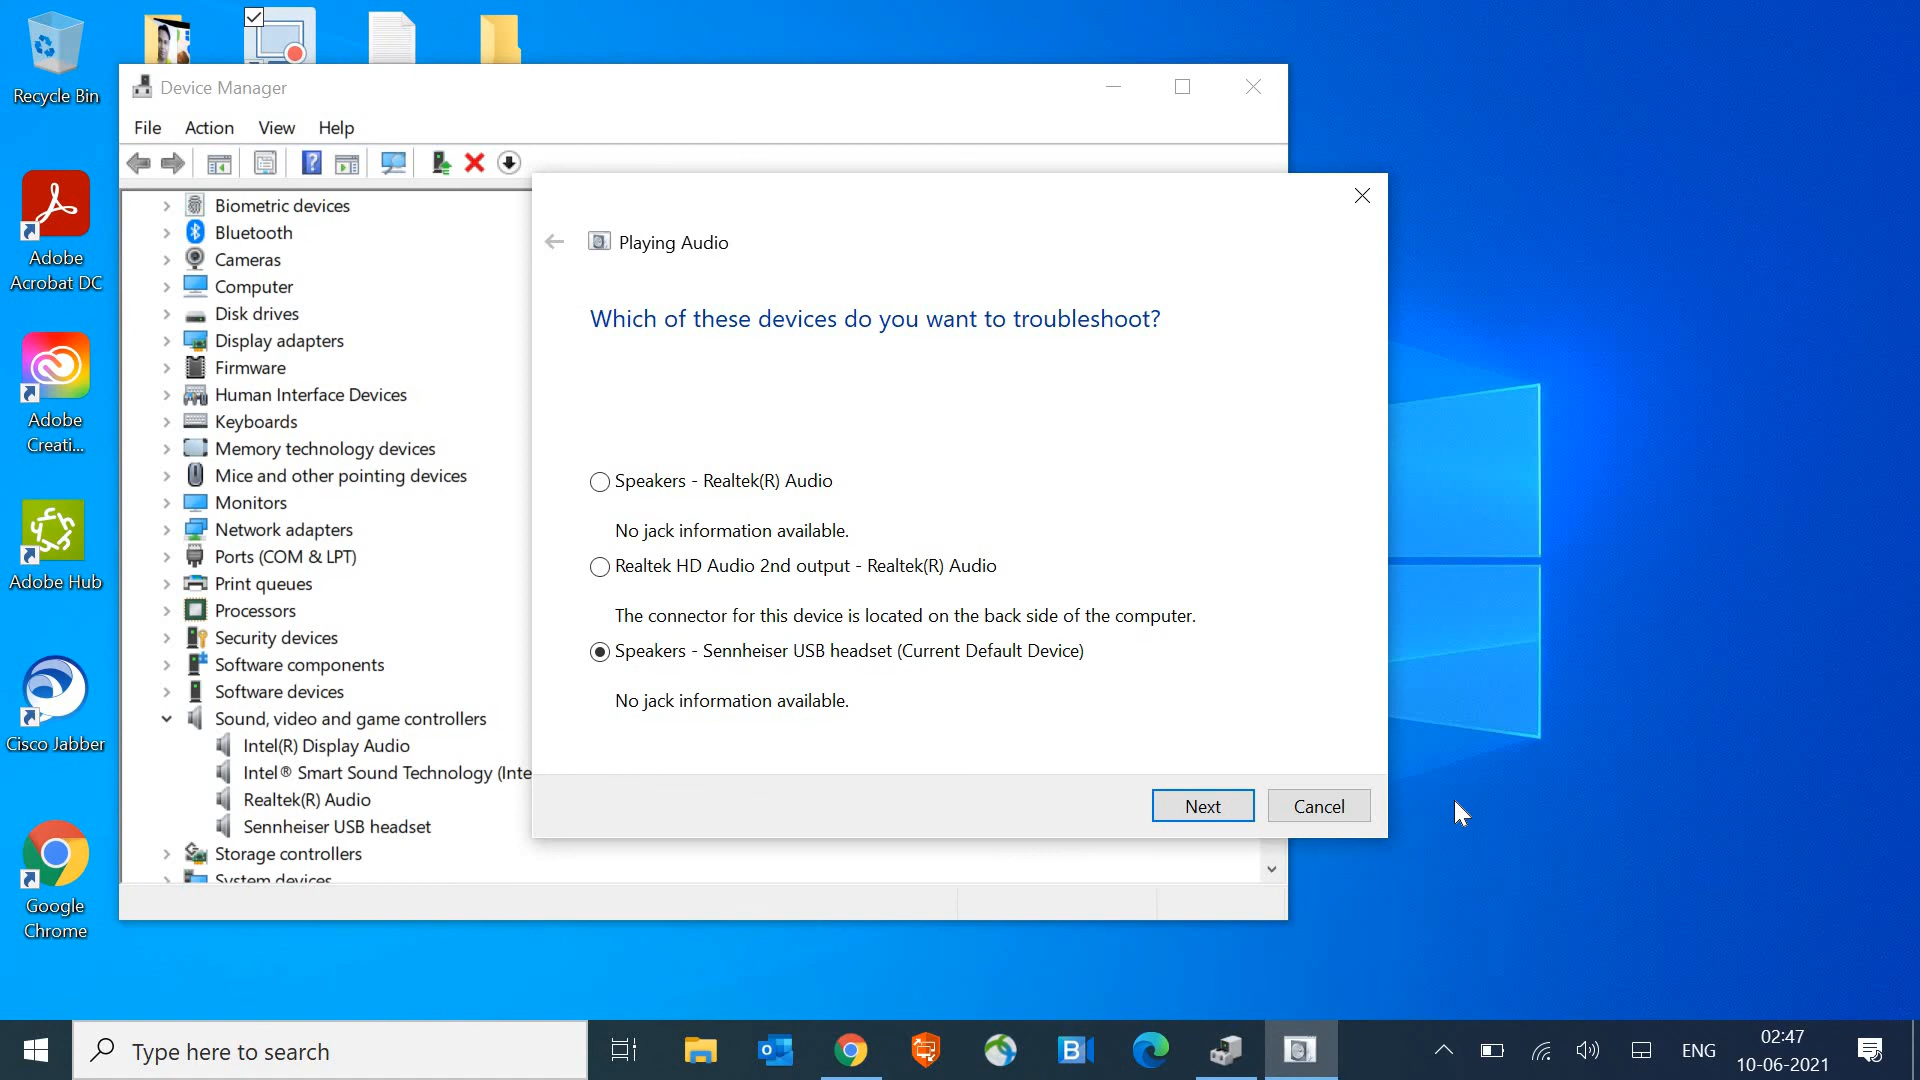 Recycle Bin
Adobe
Acrobat DC
Adobe
Creati...
Adobe Hub
Cisco Jabber
Google
Chrome
Device Manager
File Action View Help
Biometric devices
Bluetooth
Cameras
Computer
Disk drives
Display adapters
Firmware
Human Interface Devices
Keyboards
Memory technology devices
Mice and other pointing devices
Monitors
Network adapters
Ports (COM & LPT)
Print queues
Processors
Security devices
Software components
Software devices
Sound, video and game controllers
Intel(R) Display Audio
Intel® Smart Sound Technology (Inte
Realtek(R) Audio
Sennheiser USB headset
Storage controllers
System devices
Playing Audio
Which of these devices do you want to troubleshoot?
Speakers - Realtek(R) Audio
No jack information available.
Realtek HD Audio 2nd output - Realtek(R) Audio
The connector for this device is located on the back side of the computer.
Speakers - Sennheiser USB headset (Current Default Device)
No jack information available.
Next Cancel
Type here to search
ENG
02:47
10-06-2021